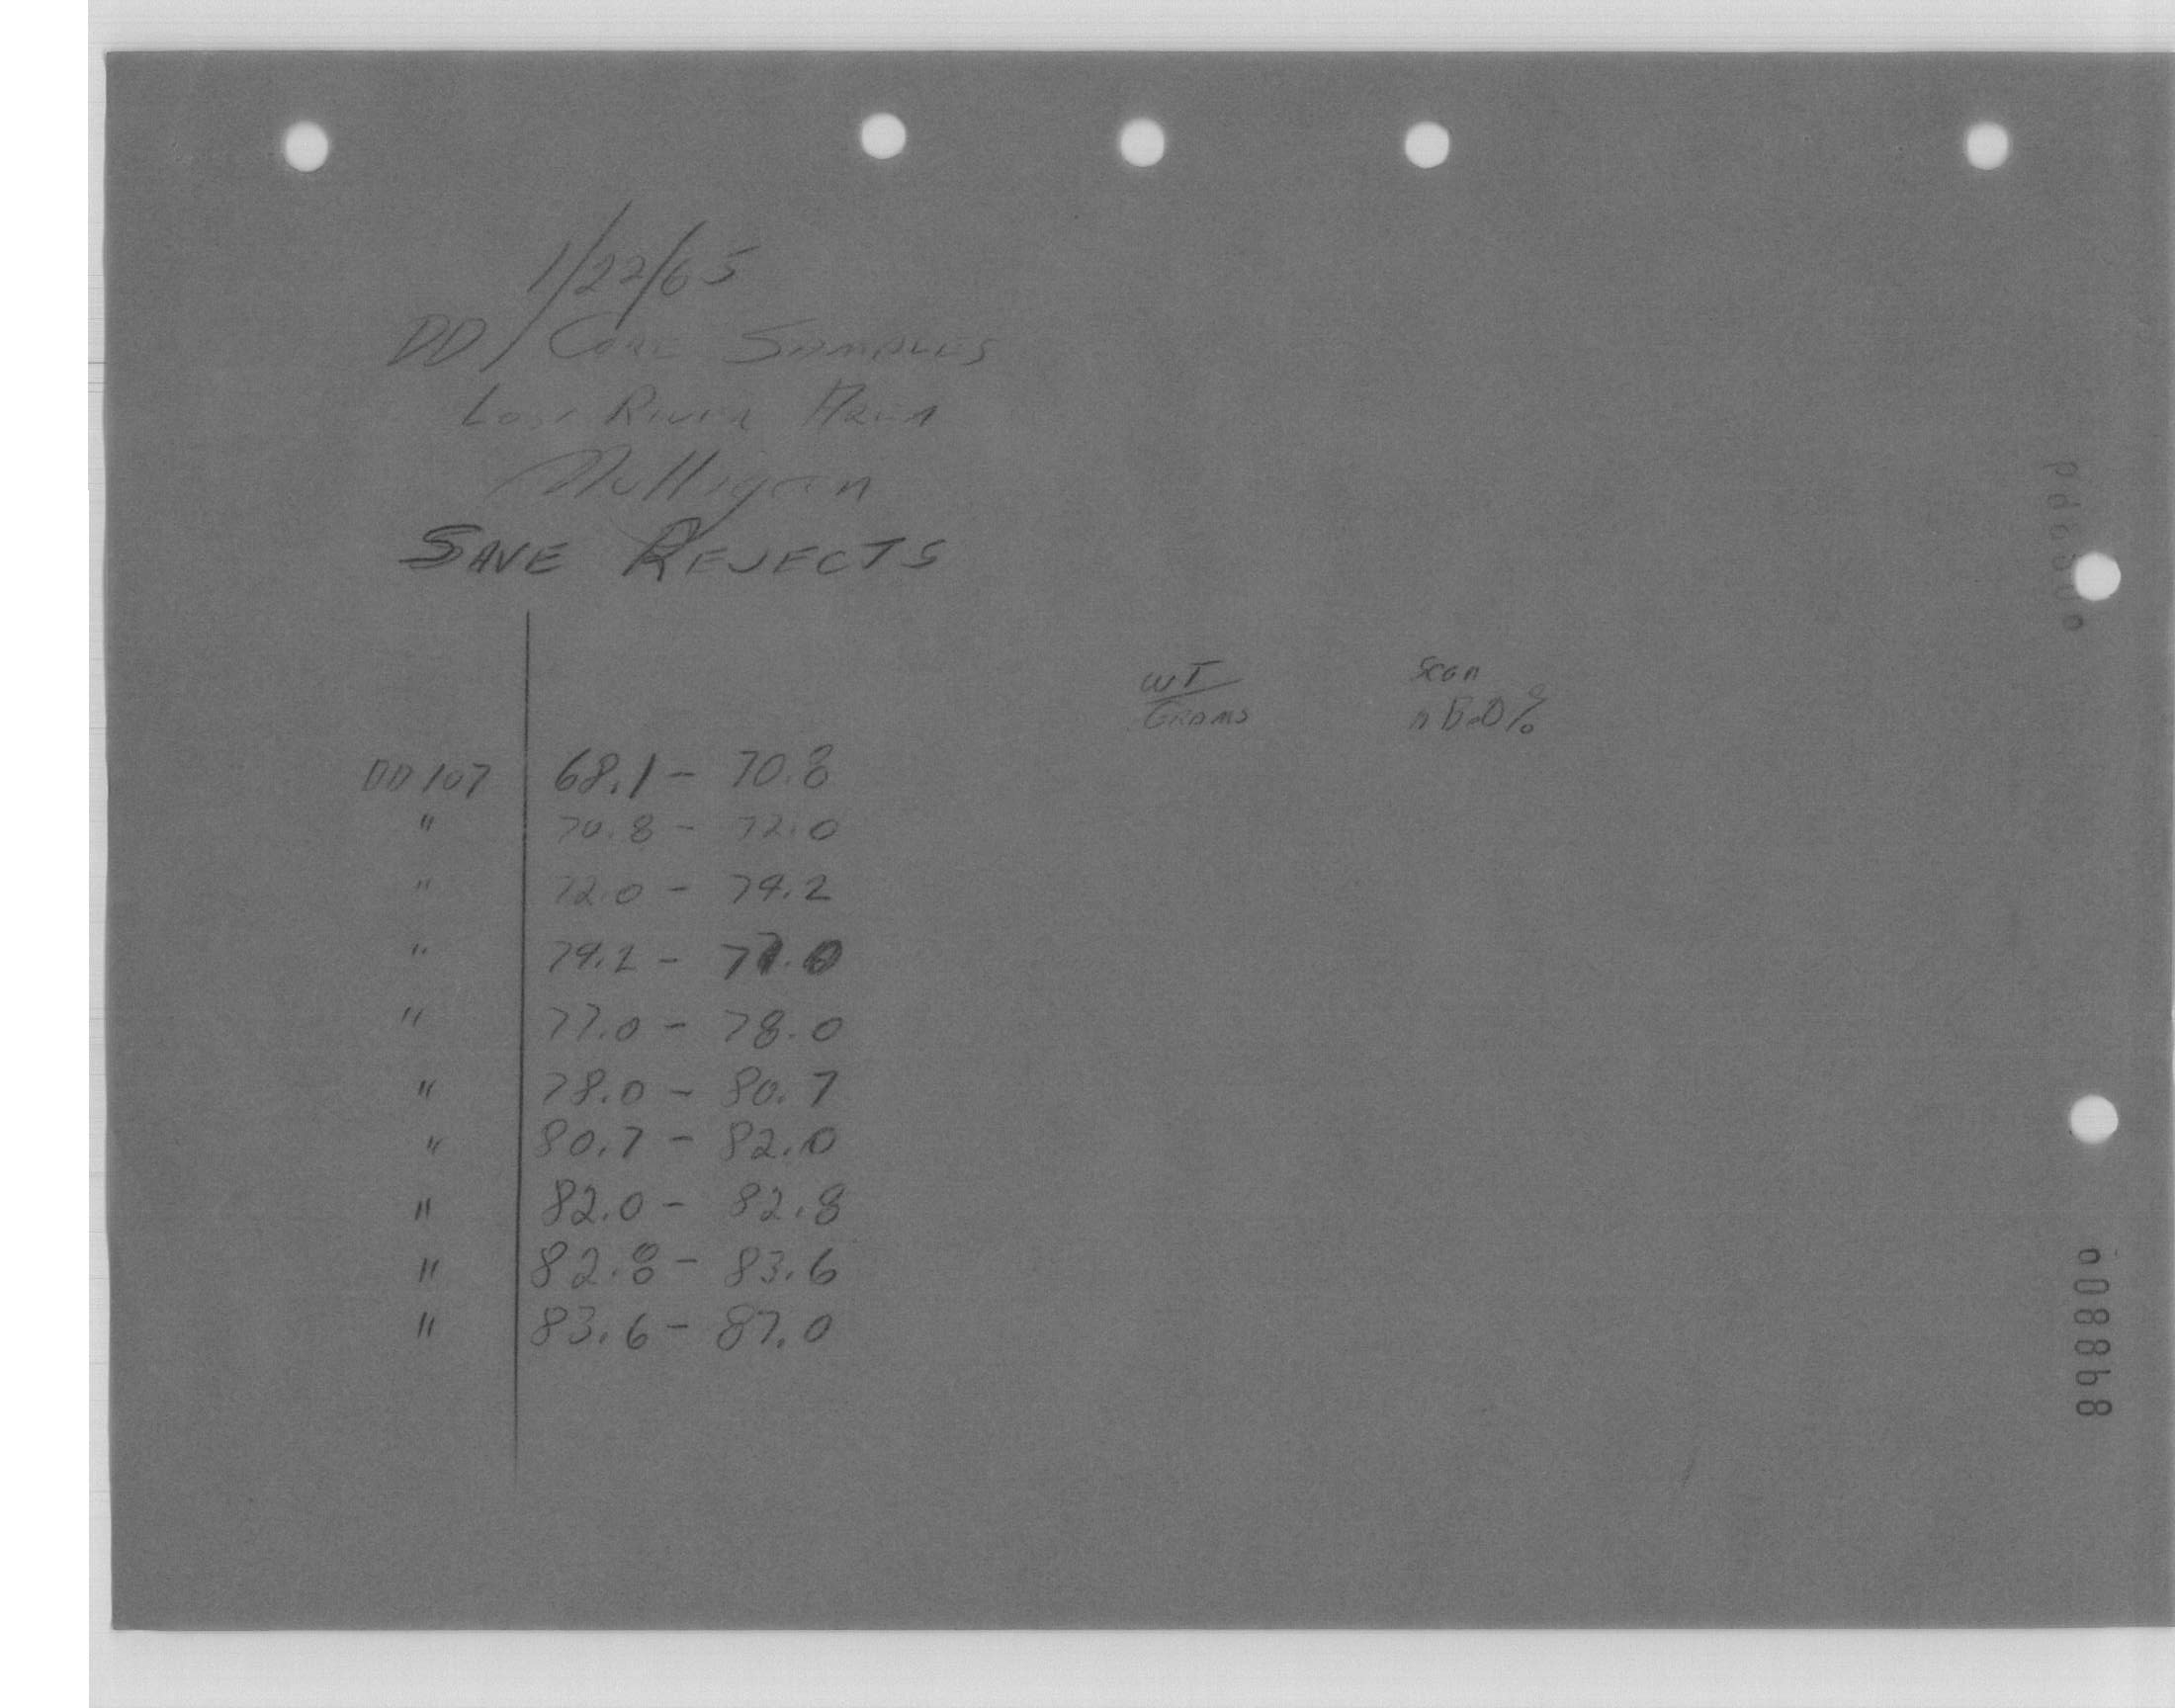 1/22/65
DD Core Samples
Lost River Area
Mulligan
SAVE REJECTS
WT Scan
GRAMS BeO%
DD 107 68.1 - 70.8
" 70.8 - 72.0
" 72.0 - 74.2
" 74.2 - 77.0
" 77.0 - 78.0
" 78.0 - 80.7
" 80.7 - 82.0
" 82.0 - 82.8
" 82.8 - 83.6
" 83.6 - 87.0